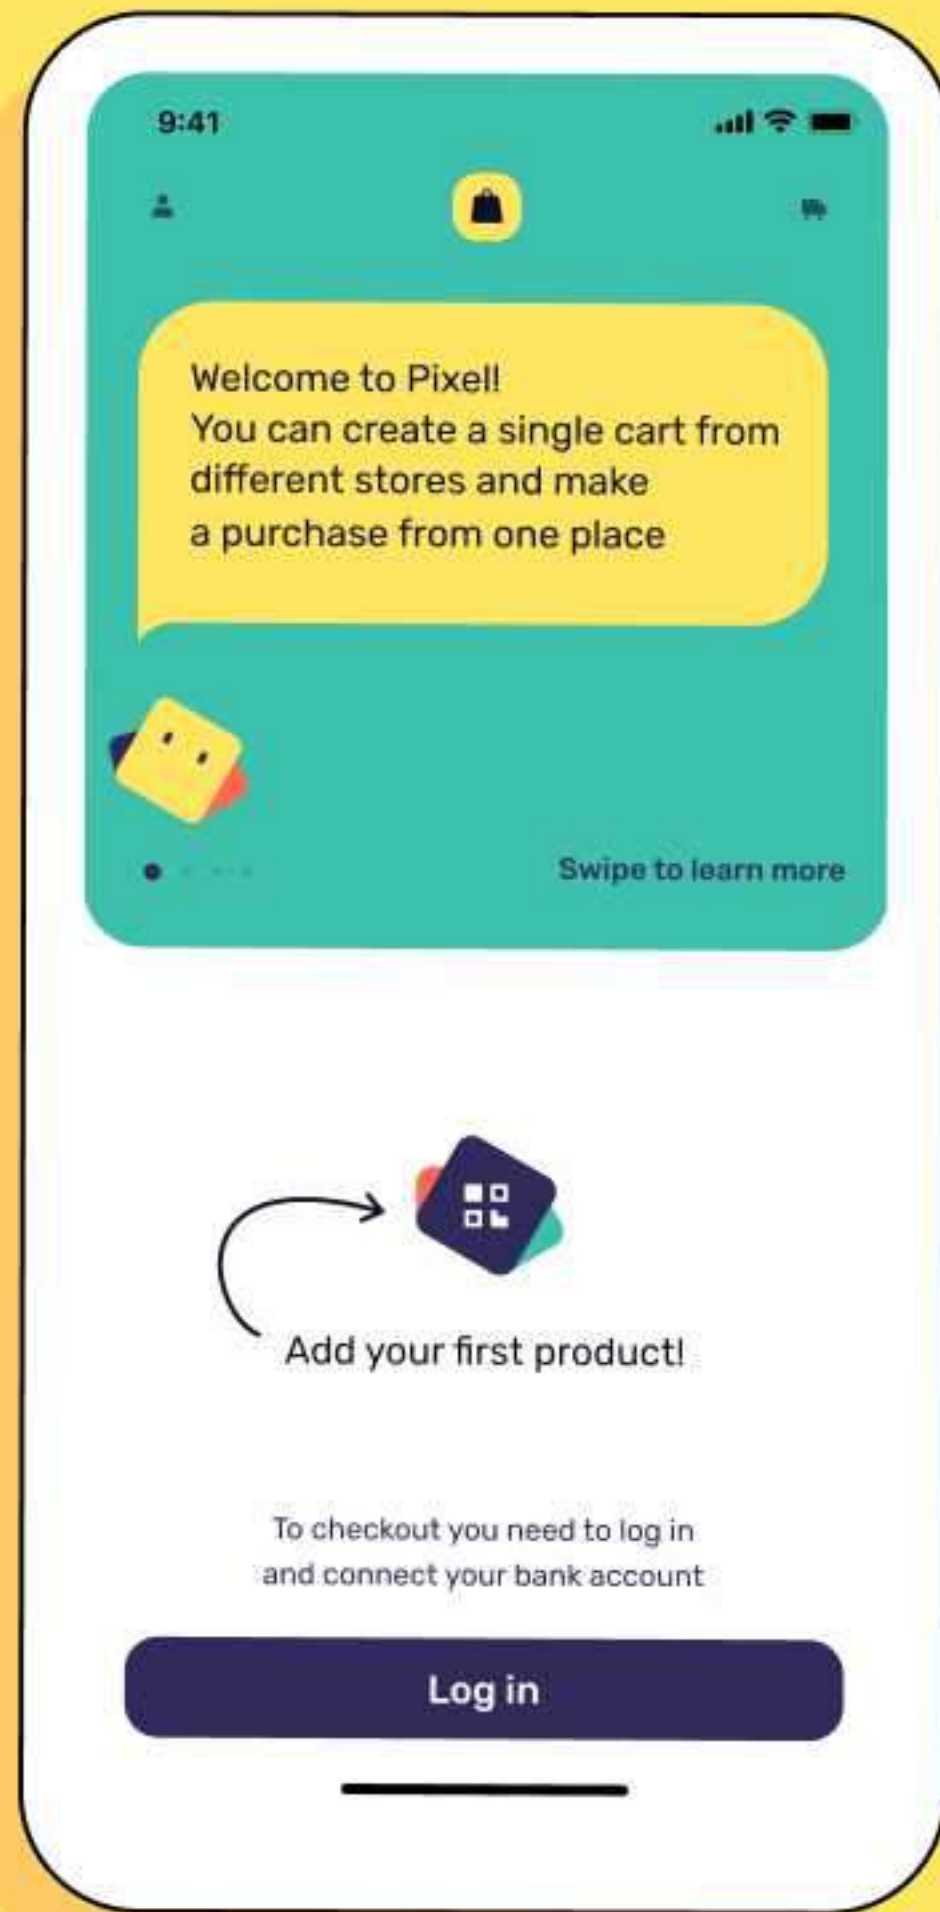 9:41
Welcome to Pixel!
You can create a single cart from
different stores and make
a purchase from one place
Swipe to learn more
Add your first product!
To checkout you need to log in
and connect your bank account
Log in